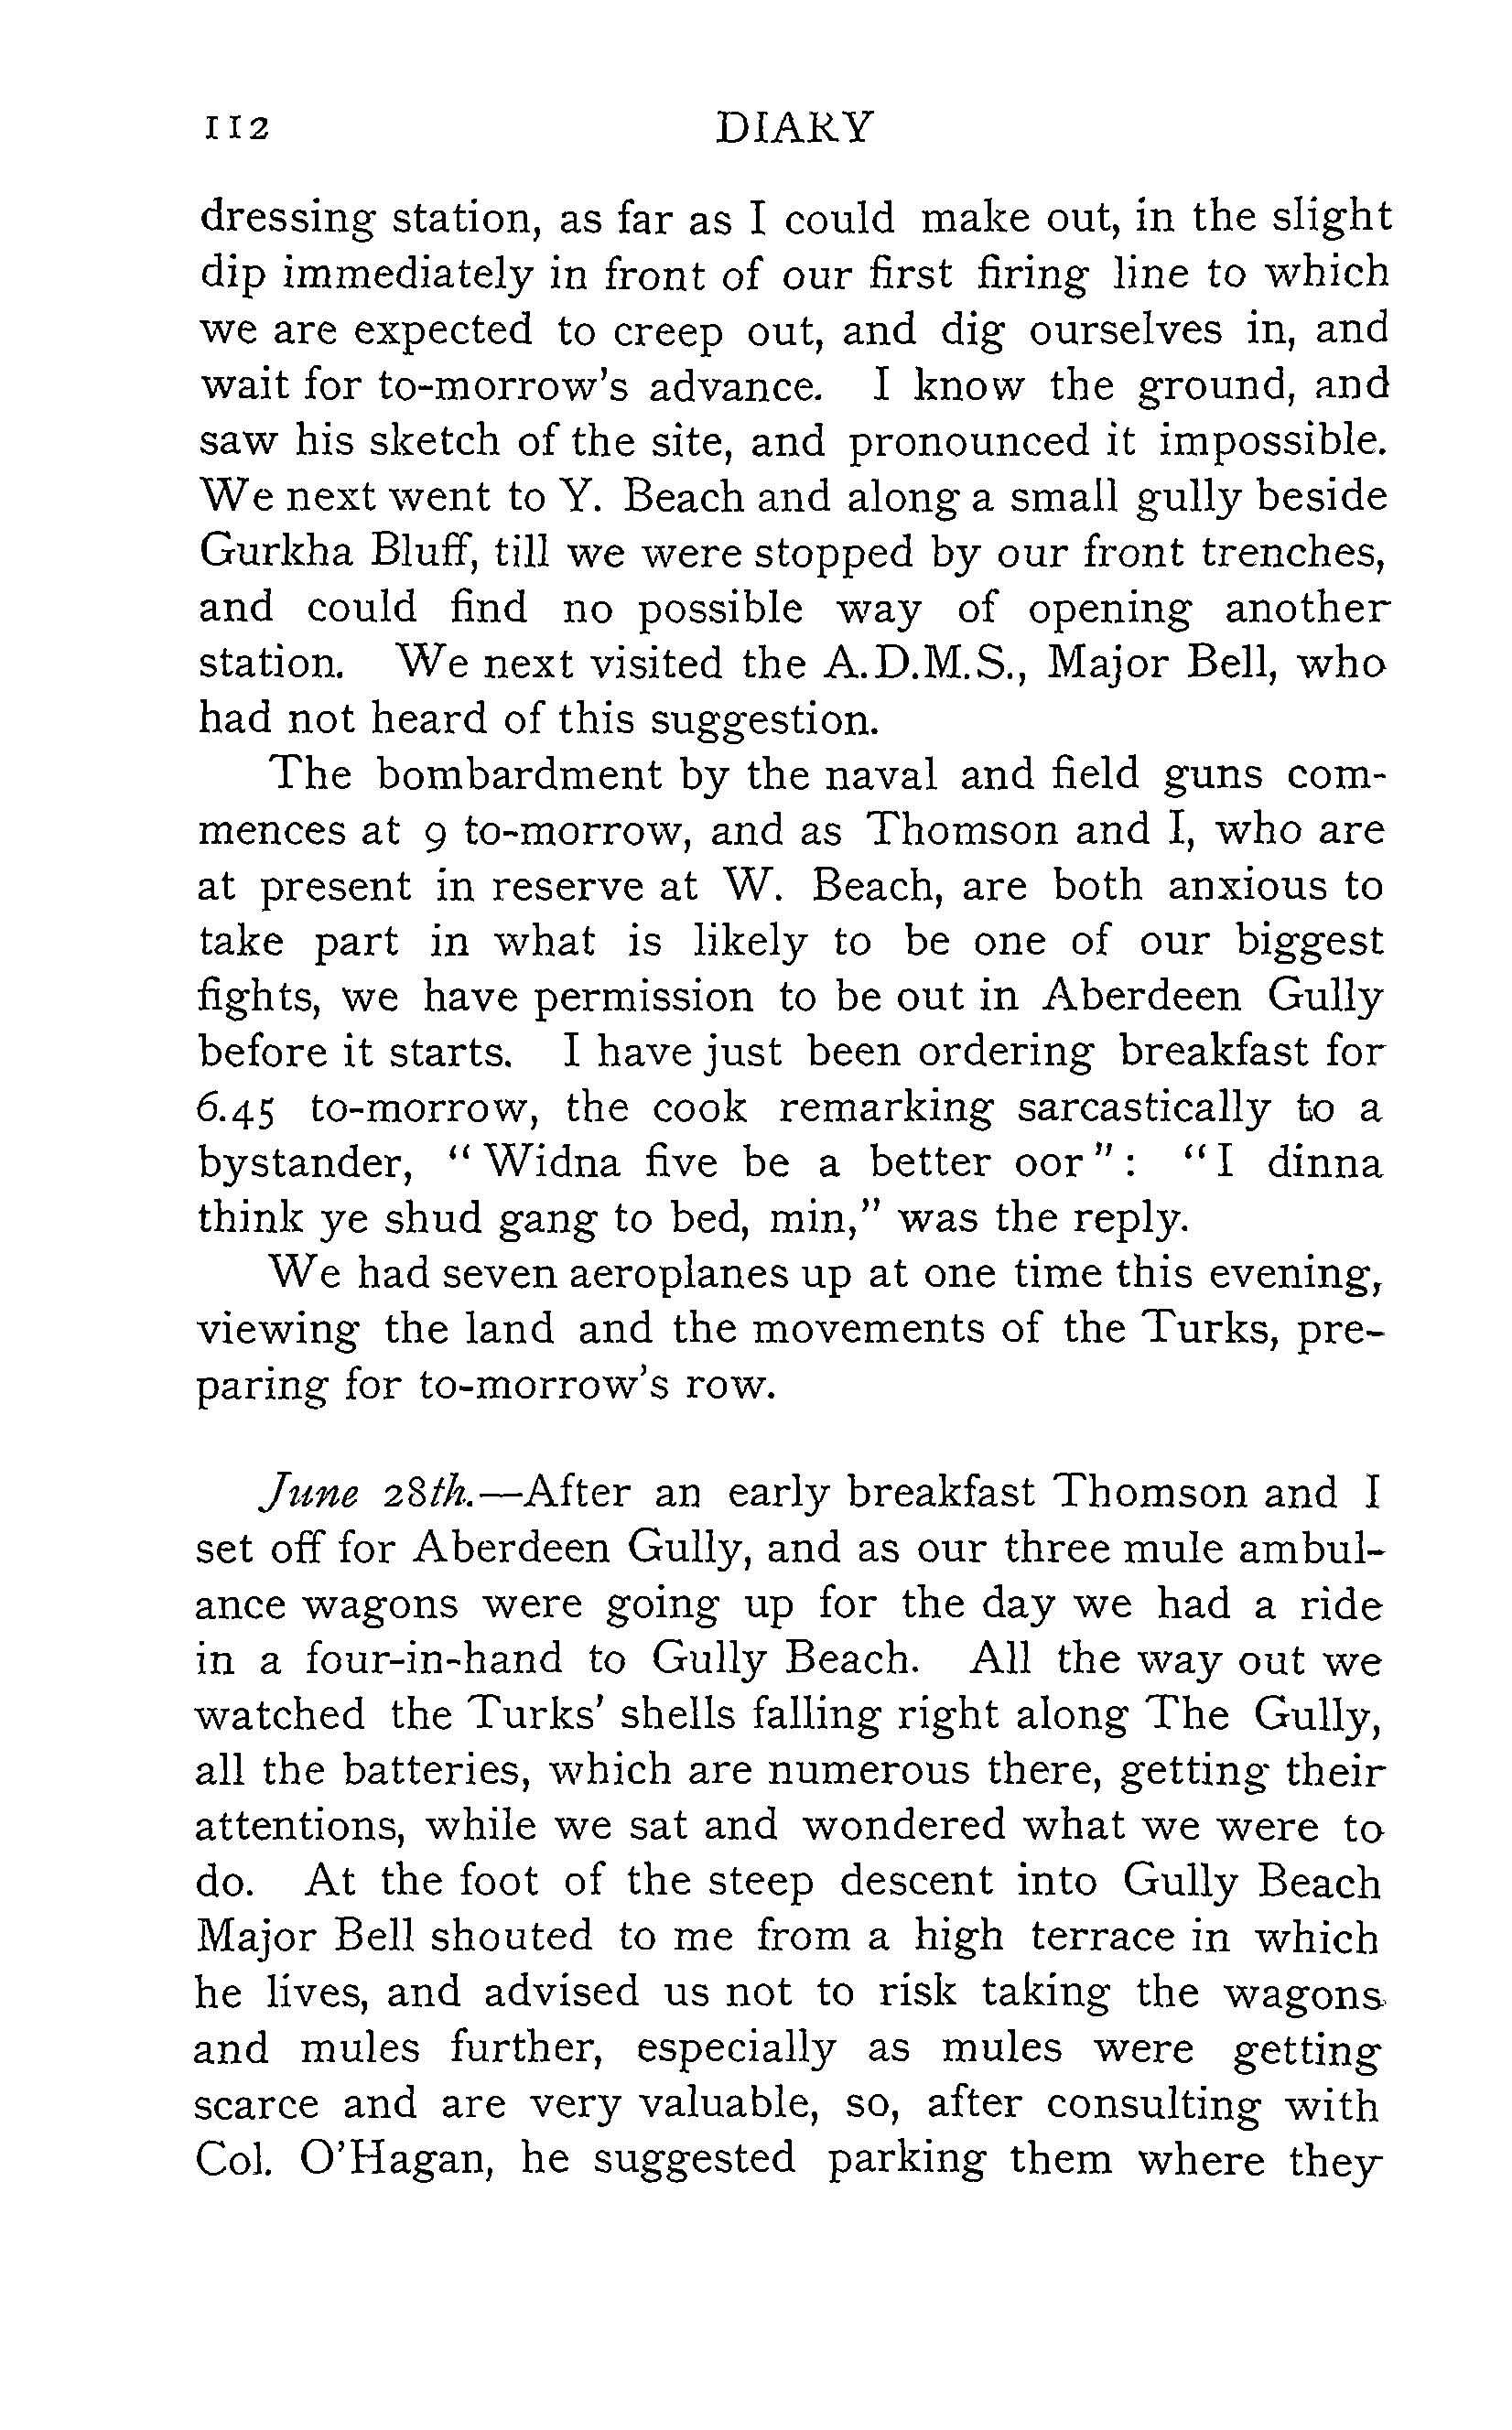 112 DIARY
dressing station, as far as I could make out, in the slight
dip immediately in front of our first firing line to which
we are expected to creep out, and dig ourselves in, and
wait for to-morrow's advance. I know the ground, and
saw his sketch of the site, and pronounced it impossible.
We next went to Y. Beach and along a small gully beside
Gurkha Bluff, till we were stopped by our front trenches,
and could find no possible way of opening another
station. We next visited the A.D.M.S., Major Bell, who
had not heard of this suggestion.
The bombardment by the naval and field guns com-
mences at 9 to-morrow, and as Thomson and I, who are
at present in reserve at W. Beach, are both anxious to
take part in what is likely to be one of our biggest
fights, we have permission to be out in Aberdeen Gully
before it starts. I have just been ordering breakfast for
6.45 to-morrow, the cook remarking sarcastically to a
bystander, "Widna five be a better oor": "I dinna
think ye shud gang to bed, min," was the reply.
We had seven aeroplanes up at one time this evening,
viewing the land and the movements of the Turks, pre-
paring for to-morrow's row.
June 28th.—After an early breakfast Thomson and I
set off for Aberdeen Gully, and as our three mule ambul-
ance wagons were going up for the day we had a ride
in a four-in-hand to Gully Beach. All the way out we
watched the Turks' shells falling right along The Gully,
all the batteries, which are numerous there, getting their
attentions, while we sat and wondered what we were to
do. At the foot of the steep descent into Gully Beach
Major Bell shouted to me from a high terrace in which
he lives, and advised us not to risk taking the wagons
and mules further, especially as mules were getting
scarce and are very valuable, so, after consulting with
Col. O'Hagan, he suggested parking them where they